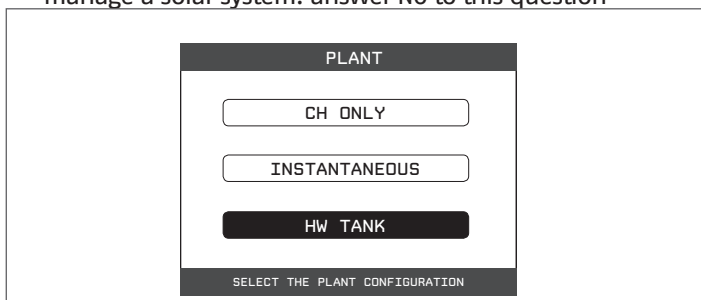 manage a solar system: answer No to this question
PLANT
CH ONLY
INSTANTANEOUS
HW TANK
SELECT THE PLANT CONFIGURATION